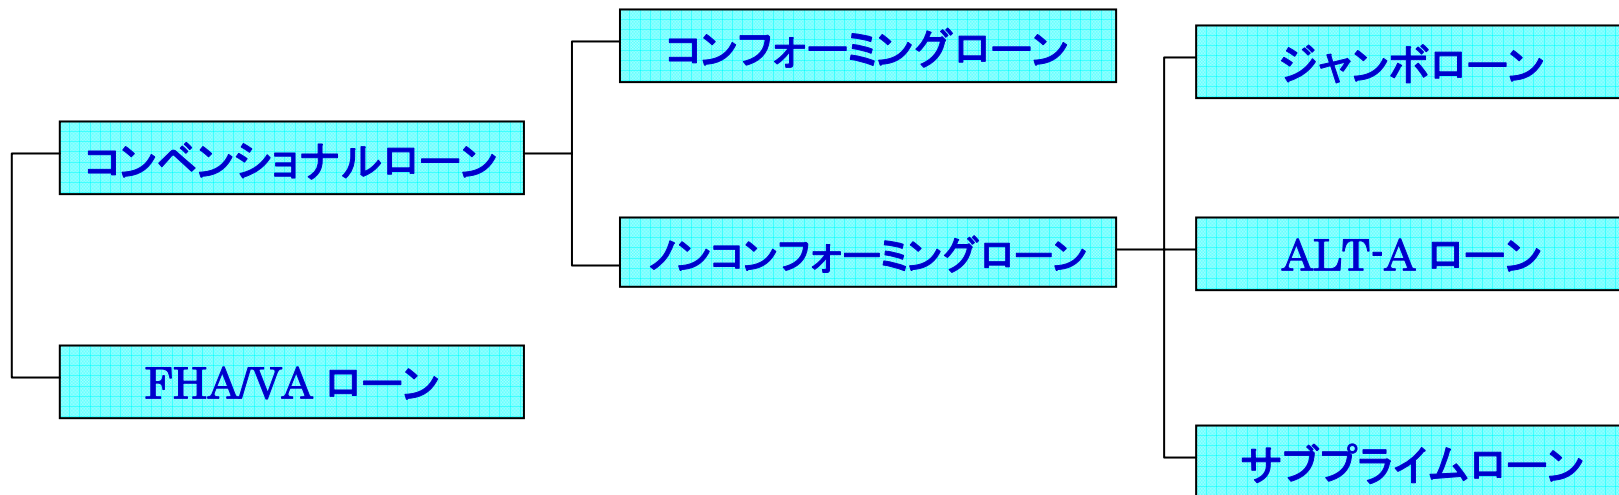 コンベンショナルローン
FHA/VA ローン
コンフォーミングローン
ノンコンフォーミングローン
ジャンボローン
ALT-A ローン
サブプライムローン